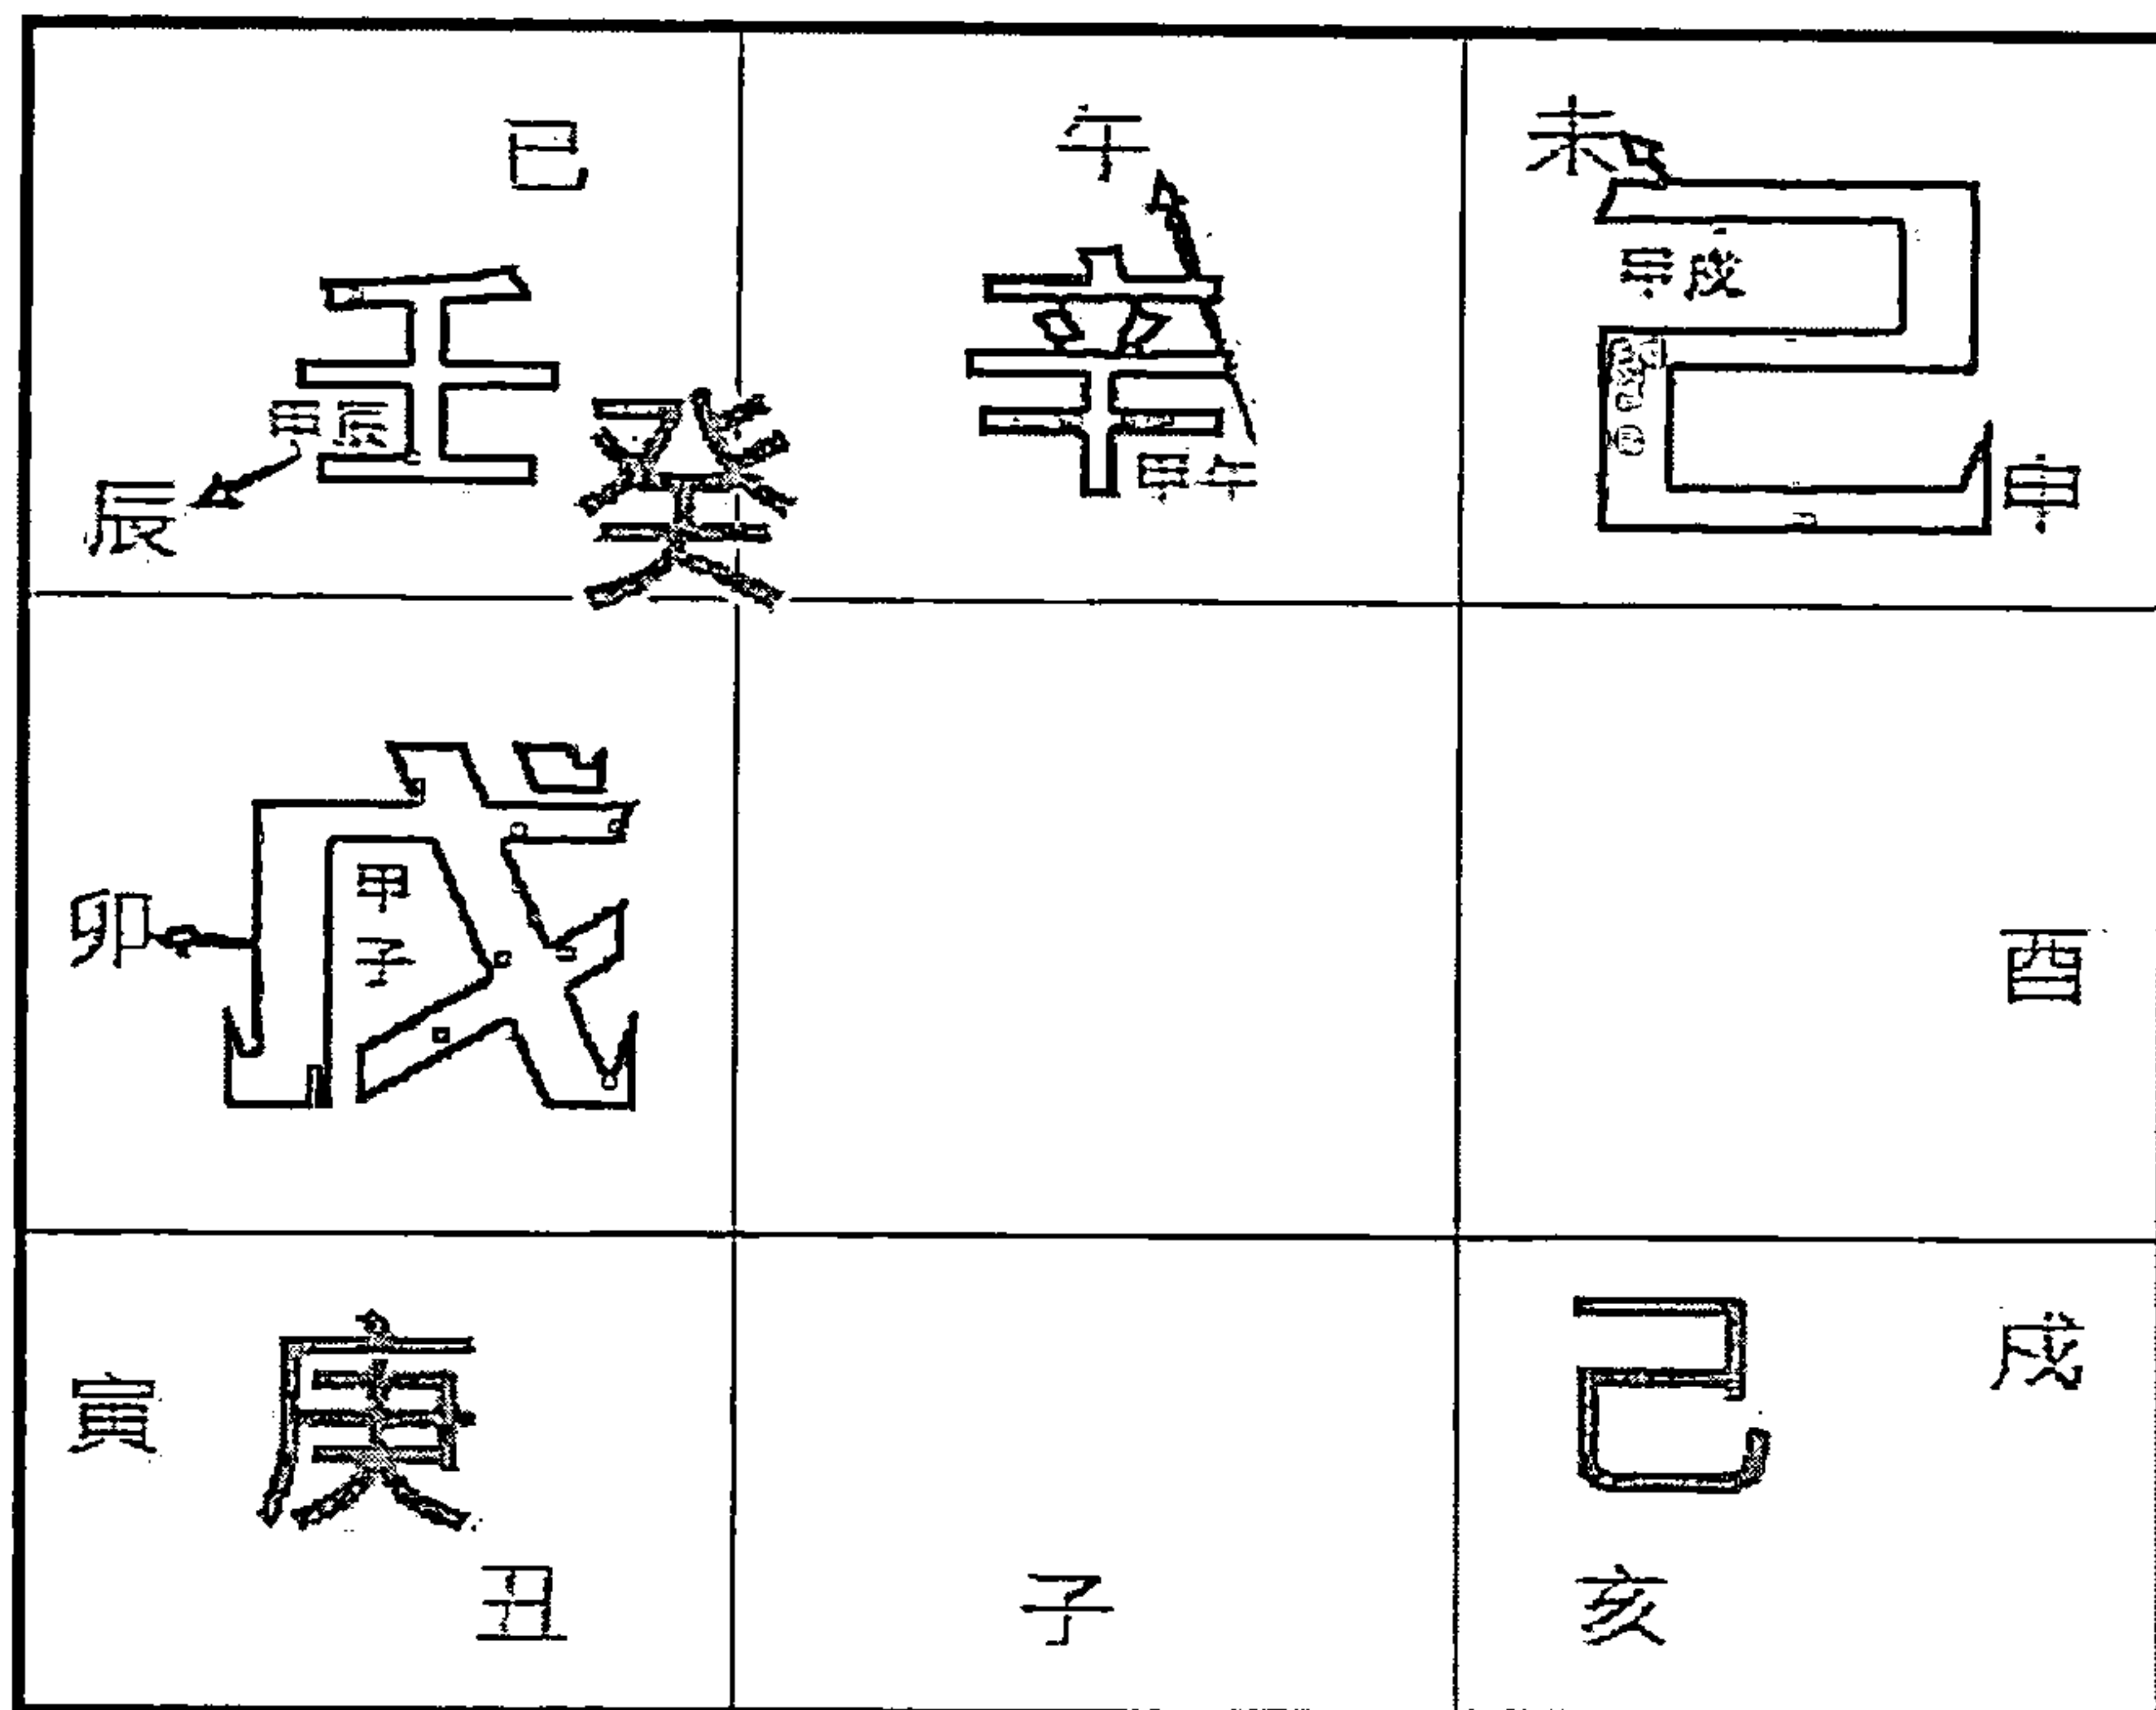 巳
午
未
壬
辛
己
甲戌
甲辰
癸
甲午
申
辰
戊
甲
子
卯
酉
庚
己
戌
寅
丑
子
亥